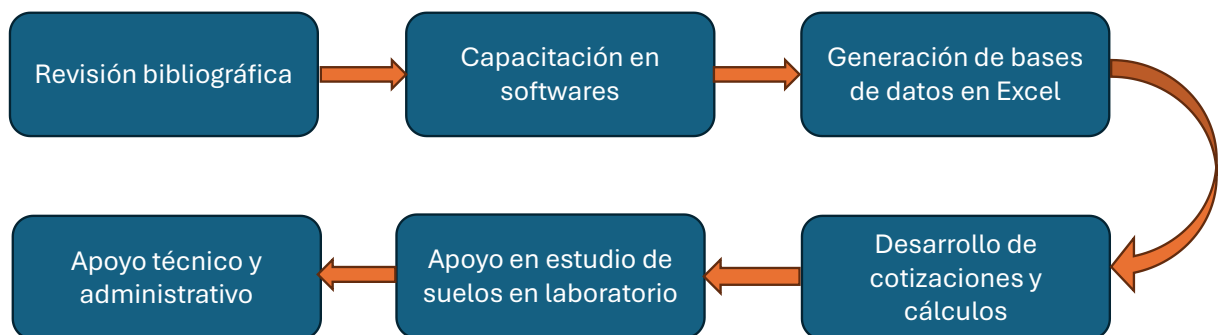 Revisión bibliográfica
Capacitación en
softwares
Generación de bases
de datos en Excel
Desarrollo de
cotizaciones y
cálculos
Apoyo en estudio de
suelos en laboratorio
Apoyo técnico y
administrativo